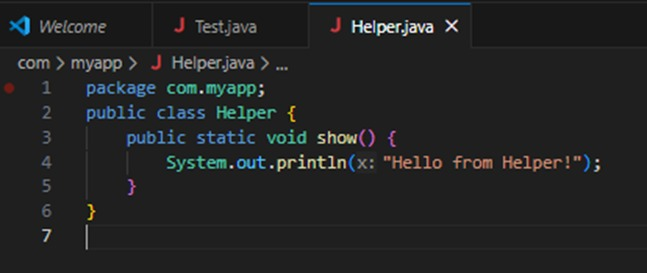 Welcome J Test.java J Helper.java ×
com > myapp > J Helper.java > ...
1 package com.myapp;
2 public class Helper {
3     public static void show() {
4         System.out.println(x: "Hello from Helper!");
5     }
6 }
7